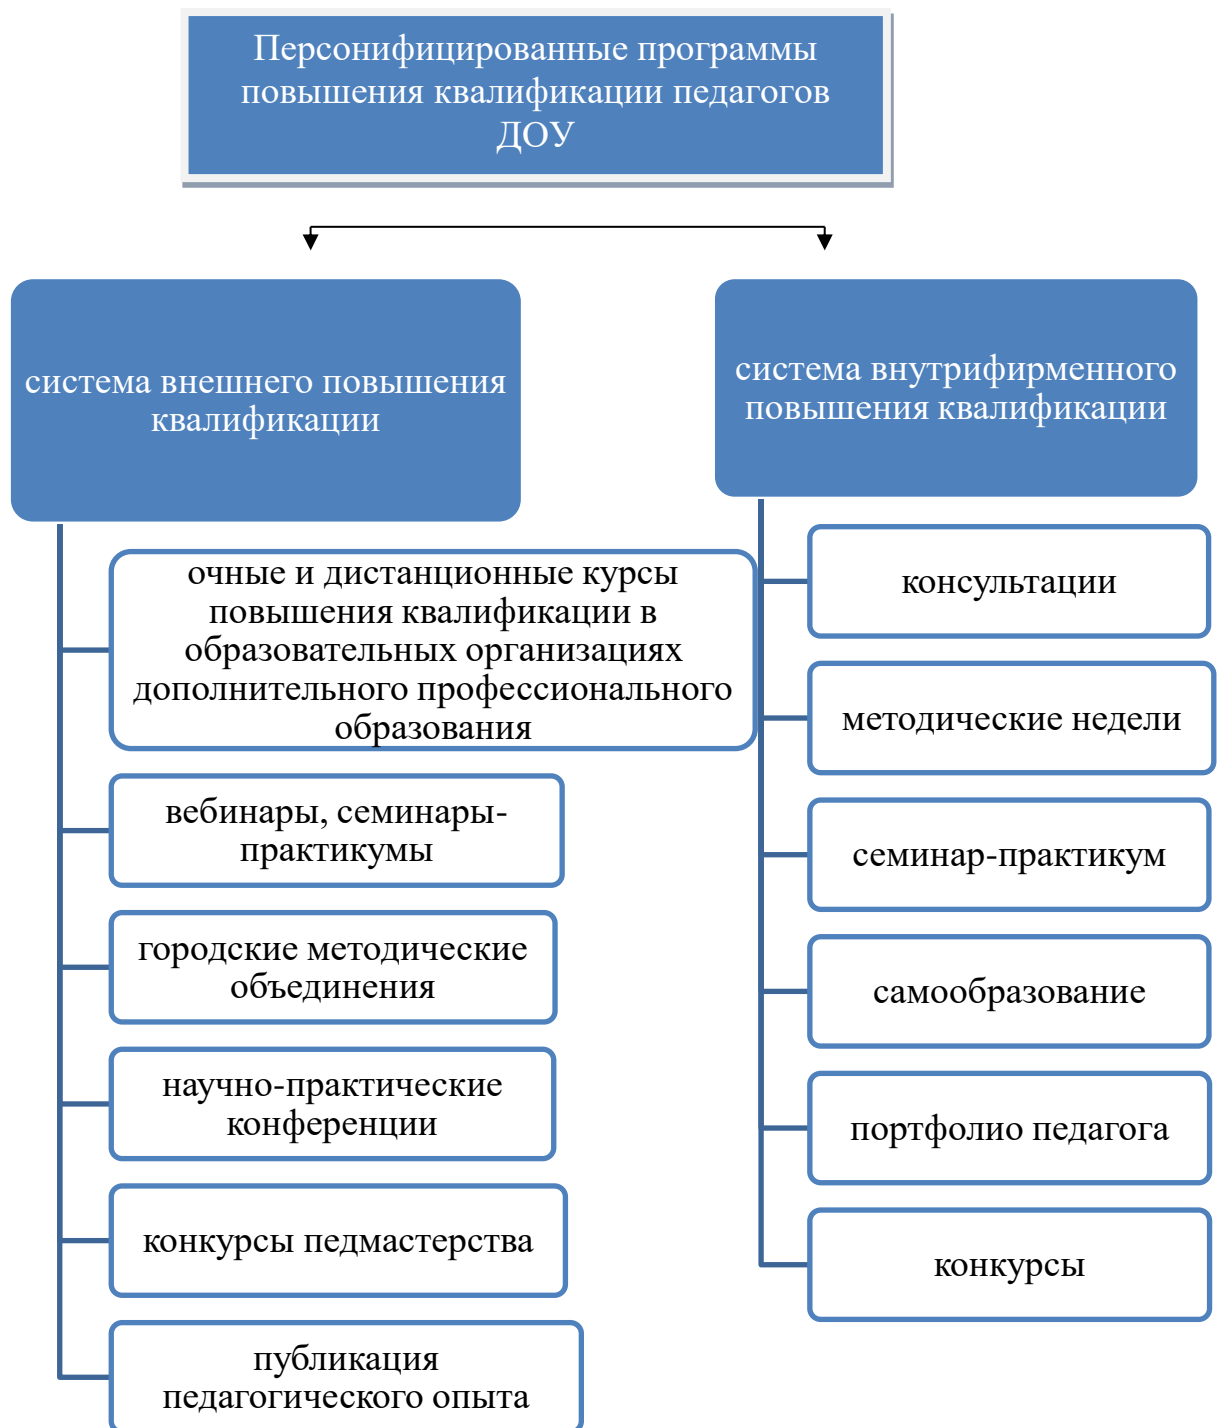 Персонифицированные программы
повышения квалификации педагогов
ДОУ
система внешнего повышения
квалификации
очные и дистанционные курсы
повышения квалификации в
образовательных организациях
дополнительного профессионального
образования
вебинары, семинары-
практикумы
городские методические
объединения
научно-практические
конференции
конкурсы педмастерства
публикация
педагогического опыта
система внутрифирменного
повышения квалификации
консультации
методические недели
семинар-практикум
самообразование
портфолио педагога
конкурсы